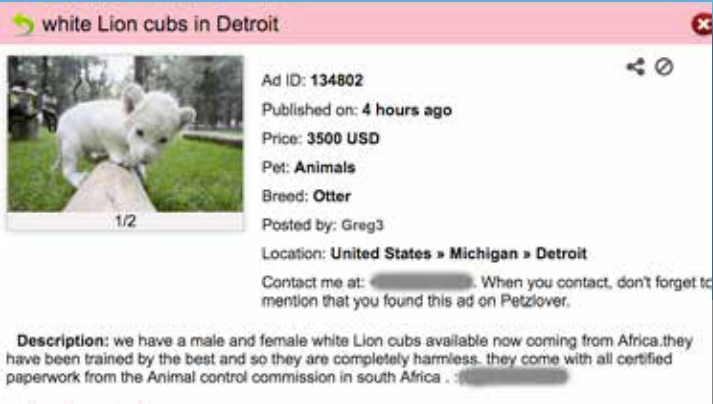 white Lion cubs in Detroit
Ad ID: 134802
Published on: 4 hours ago
Price: 3500 USD
Pet: Animals
Breed: Otter
1/2
Posted by: Greg3
Location: United States » Michigan » Detroit
Contact me at: . When you contact, don't forget to
mention that you found this ad on Petzlover.
Description: we have a male and female white Lion cubs available now coming from Africa.they
have been trained by the best and so they are completely harmless. they come with all certified
paperwork from the Animal control commission in south Africa . :